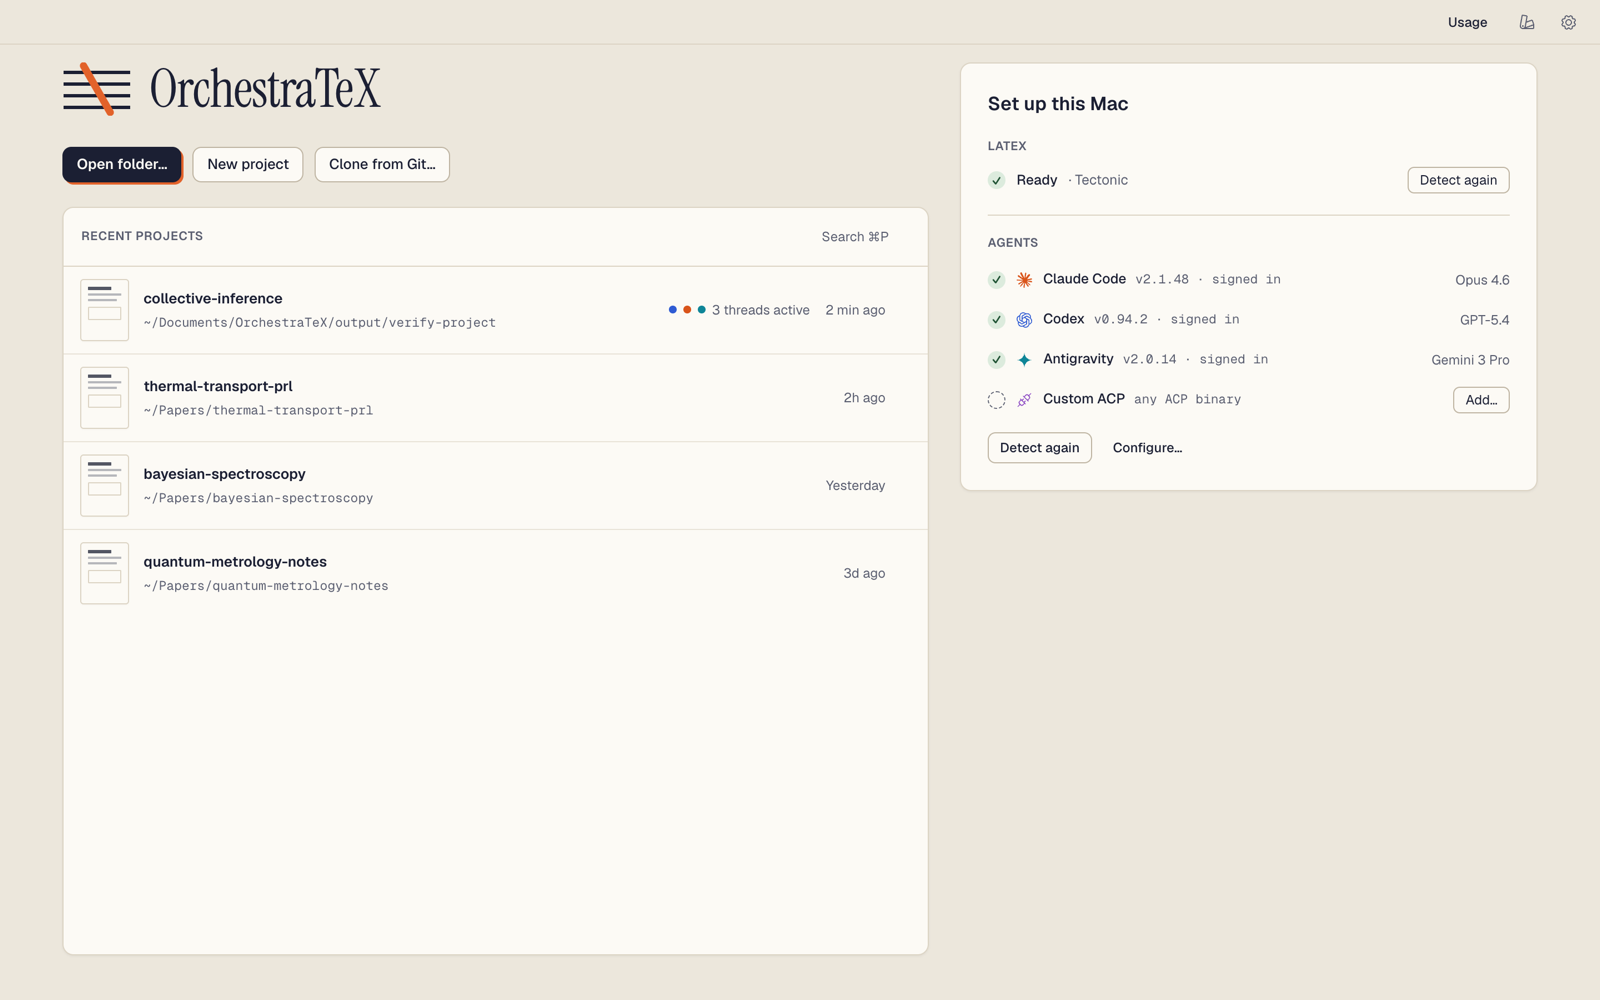 Usage
OrchestraTeX
Open folder… New project Clone from Git…
RECENT PROJECTS Search ⌘P
collective-inference
~/Documents/OrchestraTeX/output/verify-project
3 threads active 2 min ago
thermal-transport-prl
~/Papers/thermal-transport-prl
2h ago
bayesian-spectroscopy
~/Papers/bayesian-spectroscopy
Yesterday
quantum-metrology-notes
~/Papers/quantum-metrology-notes
3d ago
Set up this Mac
LATEX
Ready · Tectonic Detect again
AGENTS
Claude Code v2.1.48 · signed in Opus 4.6
Codex v0.94.2 · signed in GPT-5.4
Antigravity v2.0.14 · signed in Gemini 3 Pro
Custom ACP any ACP binary Add…
Detect again Configure…